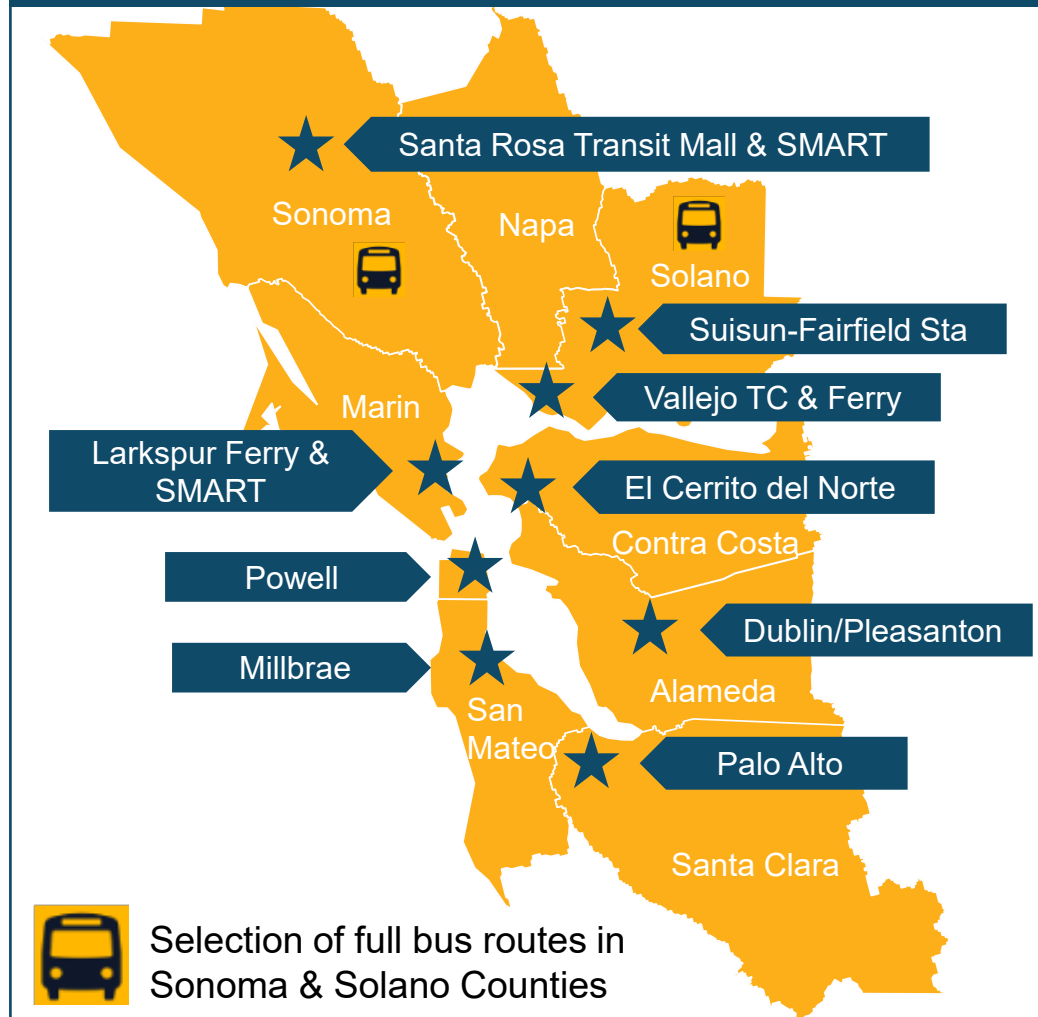 Santa Rosa Transit Mall & SMART
Sonoma
Napa
Solano
Suisun-Fairfield Sta
Vallejo TC & Ferry
Marin
Larkspur Ferry &
SMART
El Cerrito del Norte
Contra Costa
Powell
Dublin/Pleasanton
Millbrae
Alameda
San
Mateo
Palo Alto
Santa Clara
Selection of full bus routes in
Sonoma & Solano Counties